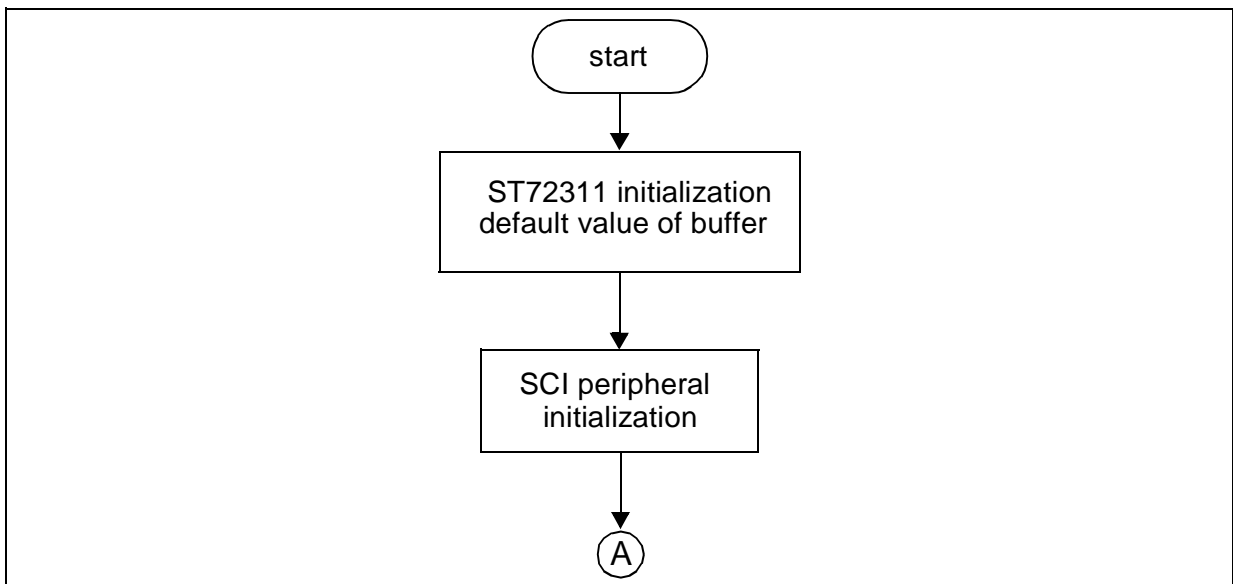 start
ST72311 initialization
default value of buffer
SCI peripheral
initialization
A